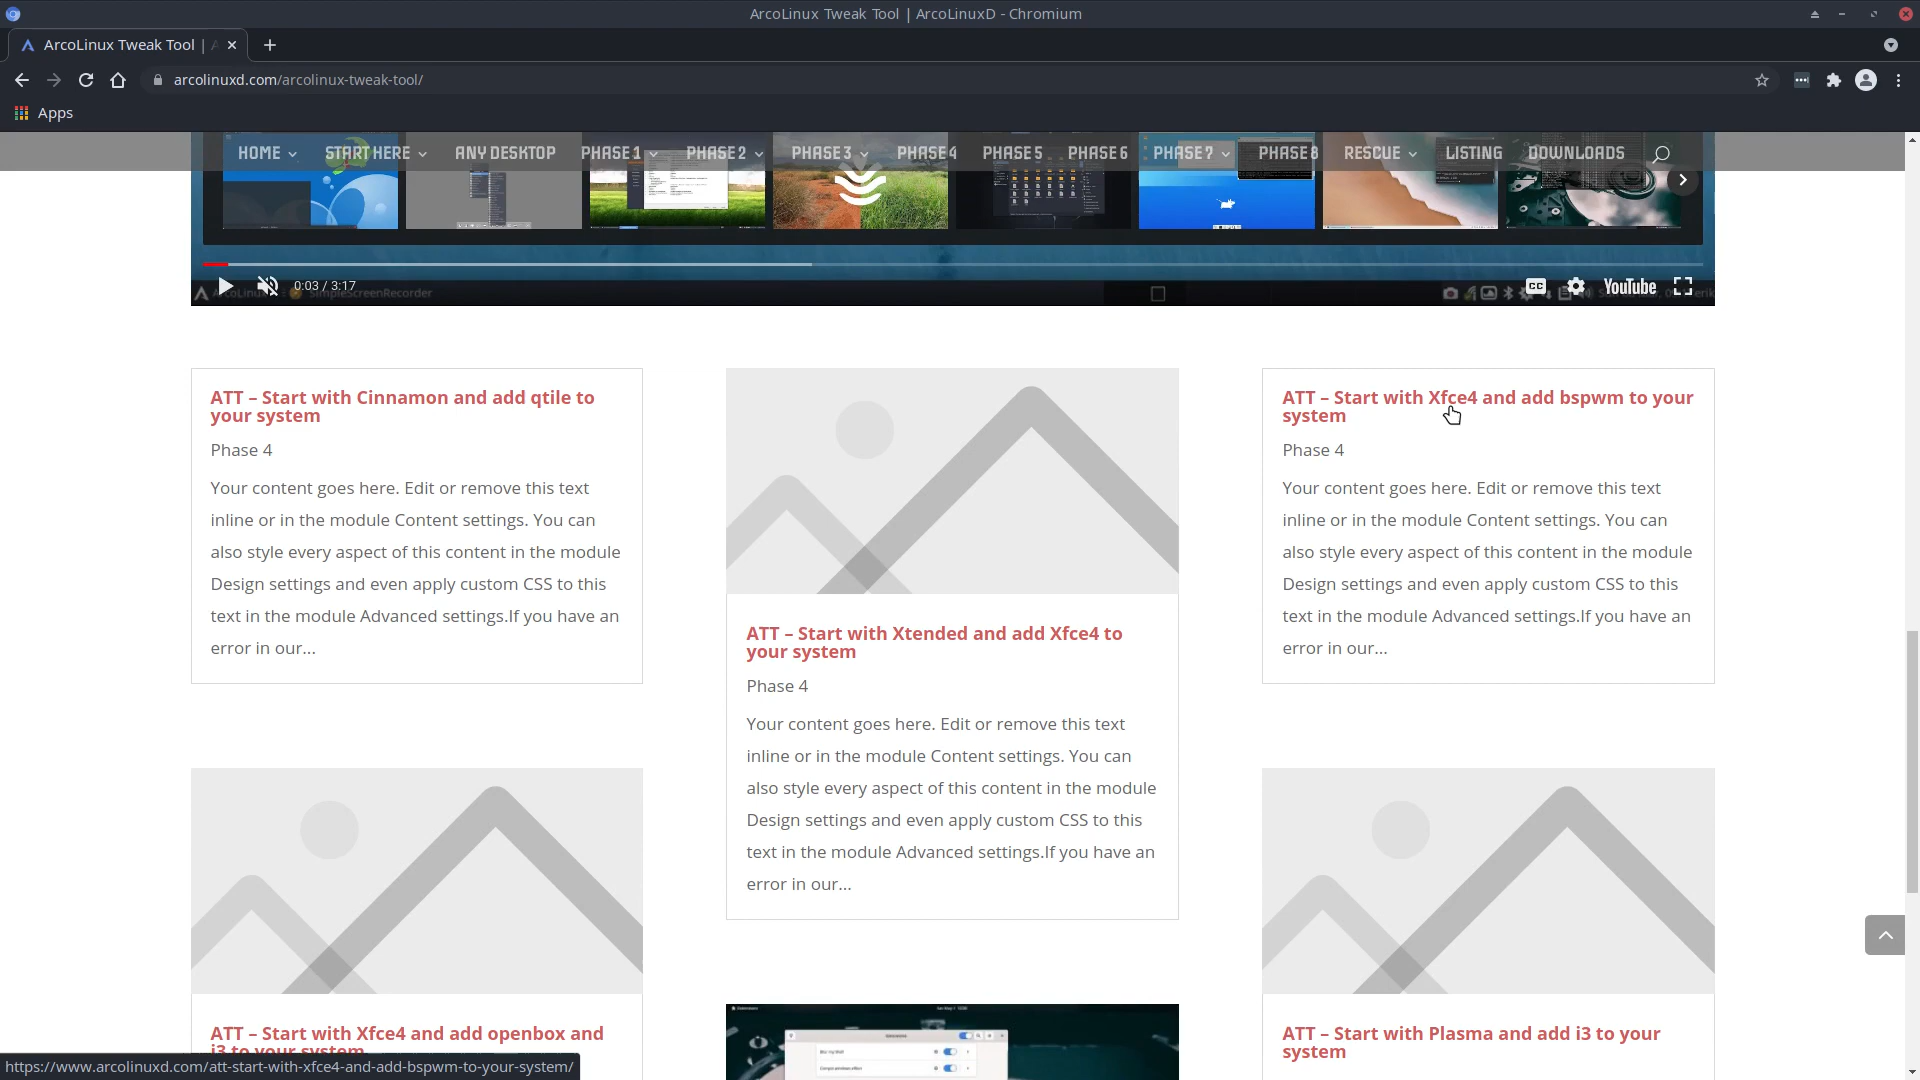 ArcoLinux Tweak Tool | ArcoLinuxD - Chromium
ArcoLinux Tweak Tool |
arcolinuxd.com/arcolinux-tweak-tool/
Apps
HOME START HERE ANY DESKTOP PHASE 1 PHASE 2 PHASE 3 PHASE 4 PHASE 5 PHASE 6 PHASE 7 PHASE 8 RESCUE LISTING DOWNLOADS
0:03 / 3:17
CC YouTube
SimpleScreenRecorder
ATT – Start with Cinnamon and add qtile to
your system
Phase 4
Your content goes here. Edit or remove this text
inline or in the module Content settings. You can
also style every aspect of this content in the module
Design settings and even apply custom CSS to this
text in the module Advanced settings.If you have an
error in our...
ATT – Start with Xtended and add Xfce4 to
your system
Phase 4
Your content goes here. Edit or remove this text
inline or in the module Content settings. You can
also style every aspect of this content in the module
Design settings and even apply custom CSS to this
text in the module Advanced settings.If you have an
error in our...
ATT – Start with Xfce4 and add bspwm to your
system
Phase 4
Your content goes here. Edit or remove this text
inline or in the module Content settings. You can
also style every aspect of this content in the module
Design settings and even apply custom CSS to this
text in the module Advanced settings.If you have an
error in our...
ATT – Start with Xfce4 and add openbox and
i3 to your system
ATT – Start with Plasma and add i3 to your
system
https://www.arcolinuxd.com/att-start-with-xfce4-and-add-bspwm-to-your-system/